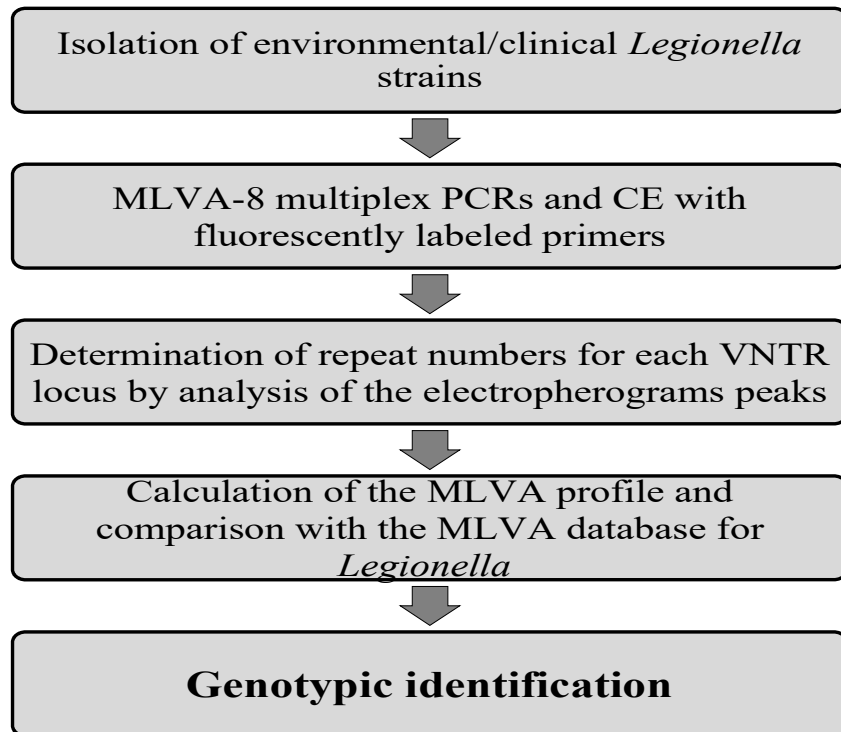 Isolation of environmental/clinical Legionella
strains
MLVA-8 multiplex PCRs and CE with
fluorescently labeled primers
Determination of repeat numbers for each VNTR
locus by analysis of the electropherograms peaks
Calculation of the MLVA profile and
comparison with the MLVA database for
Legionella
Genotypic identification